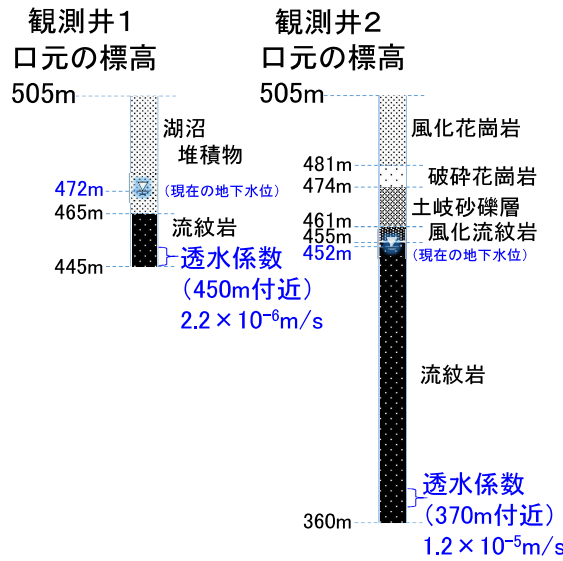 観測井1
口元の標高
505m
湖沼
堆積物
472m
(現在の地下水位)
465m
流紋岩
445m
透水係数
(450m付近)
2.2×10⁻⁶m/s
観測井2
口元の標高
505m
風化花崗岩
481m
破砕花崗岩
474m
土岐砂礫層
461m
風化流紋岩
455m
452m
(現在の地下水位)
流紋岩
透水係数
(370m付近)
360m
1.2×10⁻⁵m/s